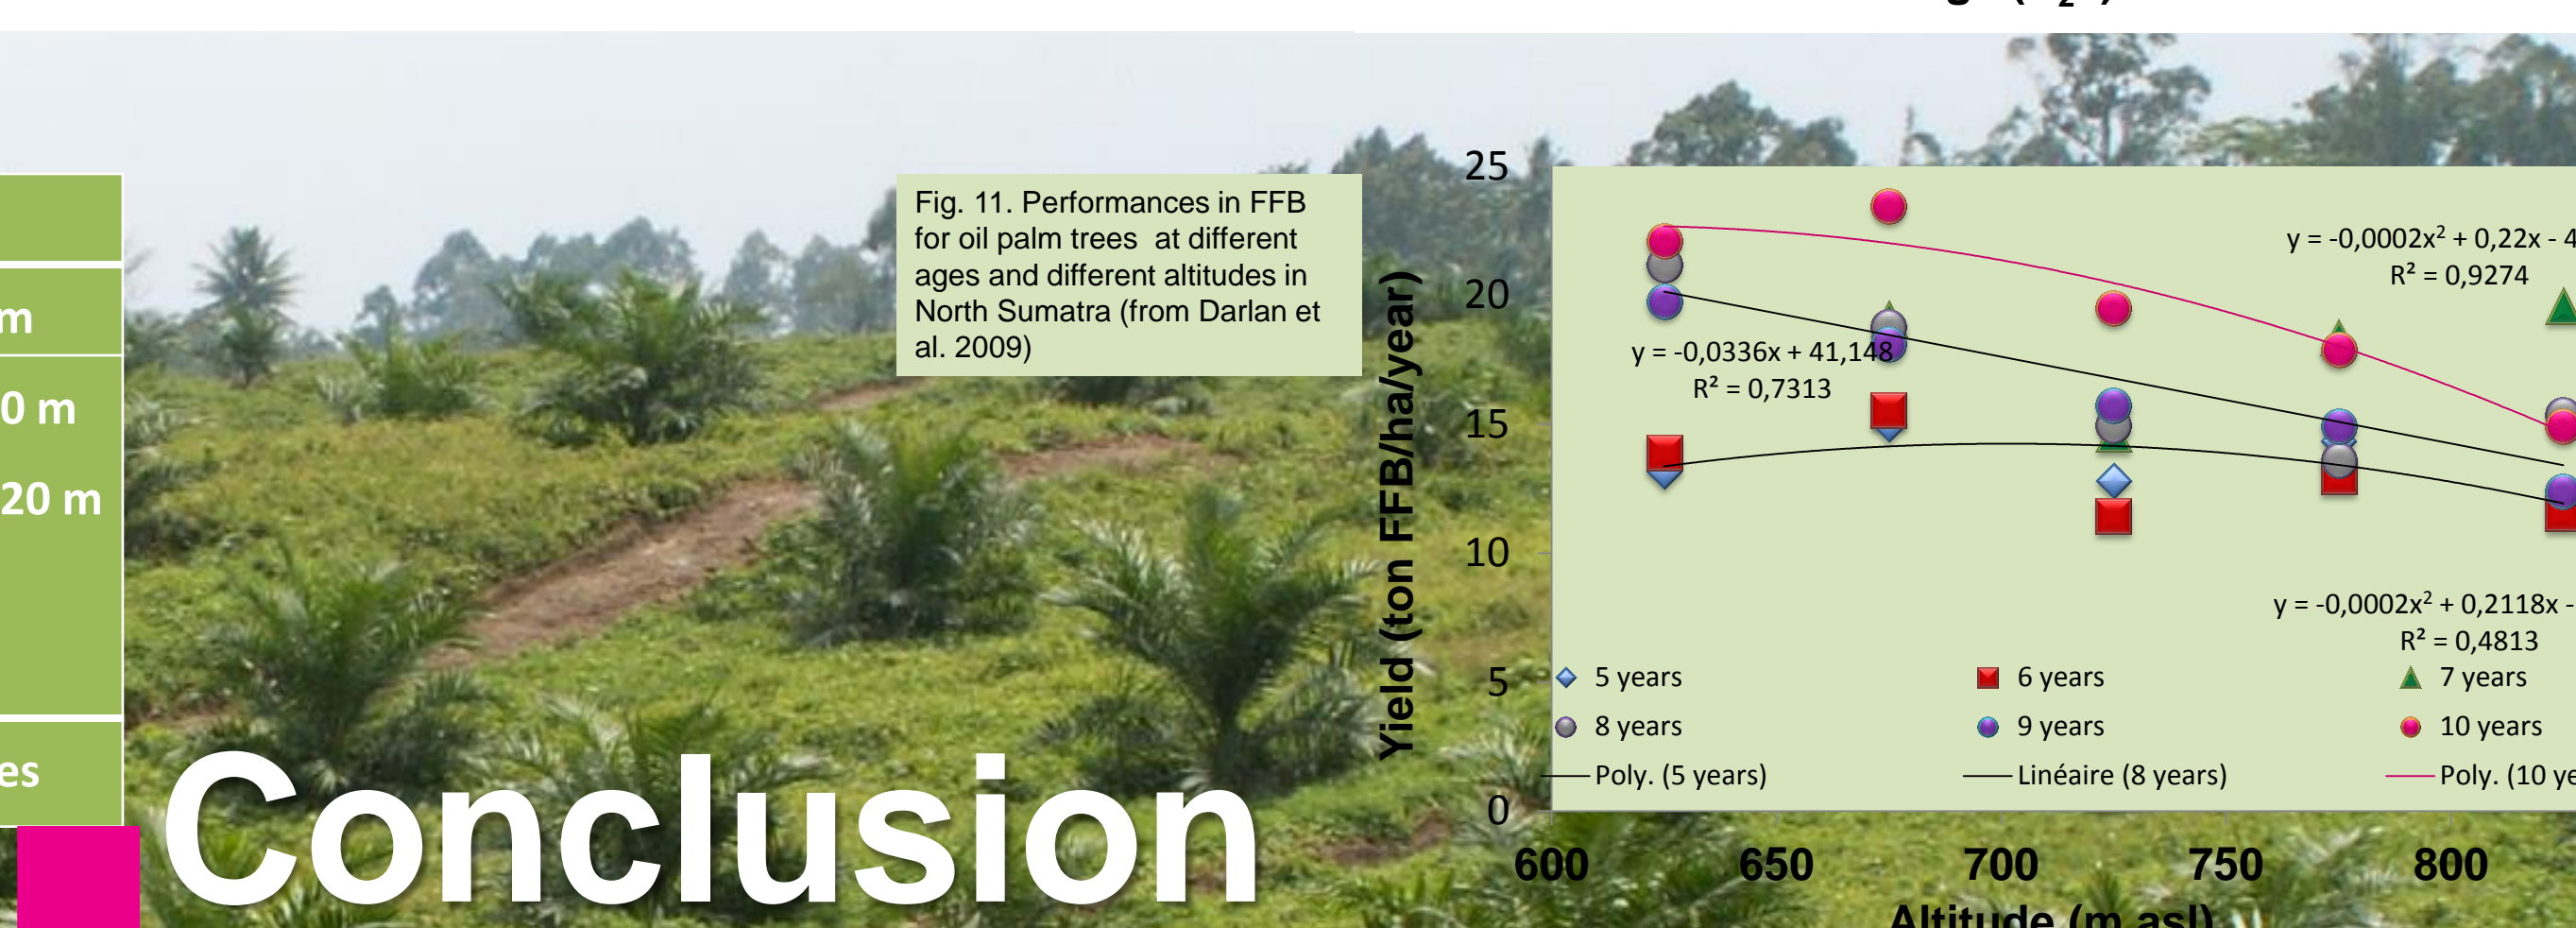 m
0 m
20 m
es
Fig. 11. Performances in FFB
for oil palm trees at different
ages and different altitudes in
North Sumatra (from Darlan et
al. 2009)
Conclusion
Yield (ton FFB/ha/year)
25
20
15
10
5
0
y = -0,0002x² + 0,22x - 4
R² = 0,9274
y = -0,0336x + 41,148
R² = 0,7313
y = -0,0002x² + 0,2118x -
R² = 0,4813
5 years 6 years 7 years
8 years 9 years 10 years
Poly. (5 years) Linéaire (8 years) Poly. (10 ye
600 650 700 750 800
Altitude (m asl)